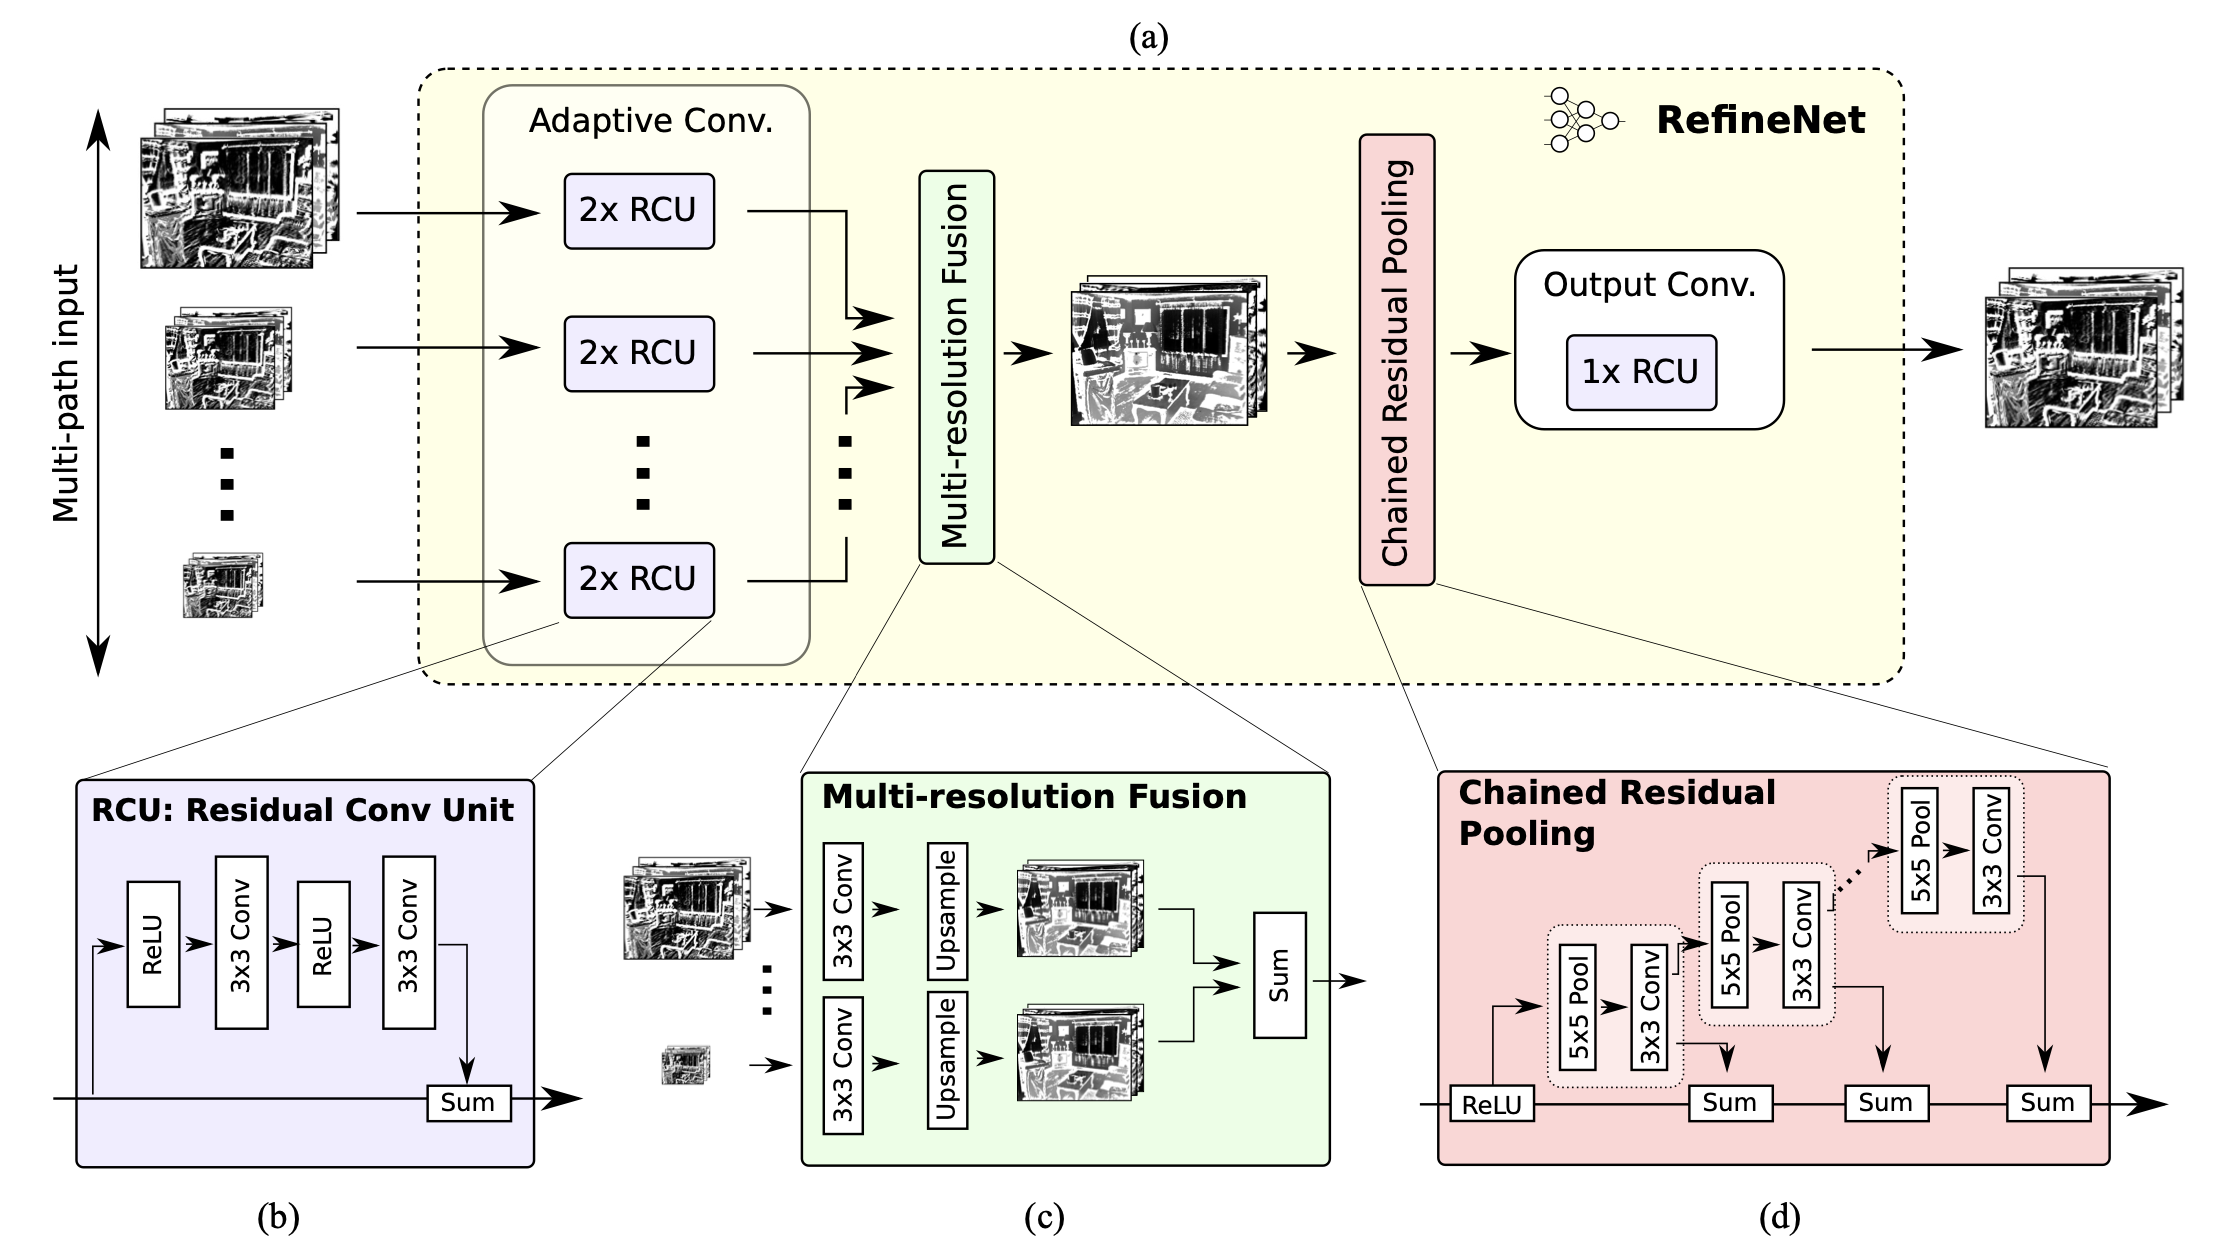 (a)
Adaptive Conv.
RefineNet
Multi-path input
2x RCU
2x RCU
2x RCU
Multi-resolution Fusion
Chained Residual Pooling
Output Conv.
1x RCU
RCU: Residual Conv Unit
ReLU
3x3 Conv
ReLU
3x3 Conv
Sum
Multi-resolution Fusion
3x3 Conv
Upsample
3x3 Conv
Upsample
Sum
Chained Residual
Pooling
5x5 Pool
3x3 Conv
5x5 Pool
3x3 Conv
5x5 Pool
3x3 Conv
ReLU
Sum
Sum
Sum
(b)
(c)
(d)